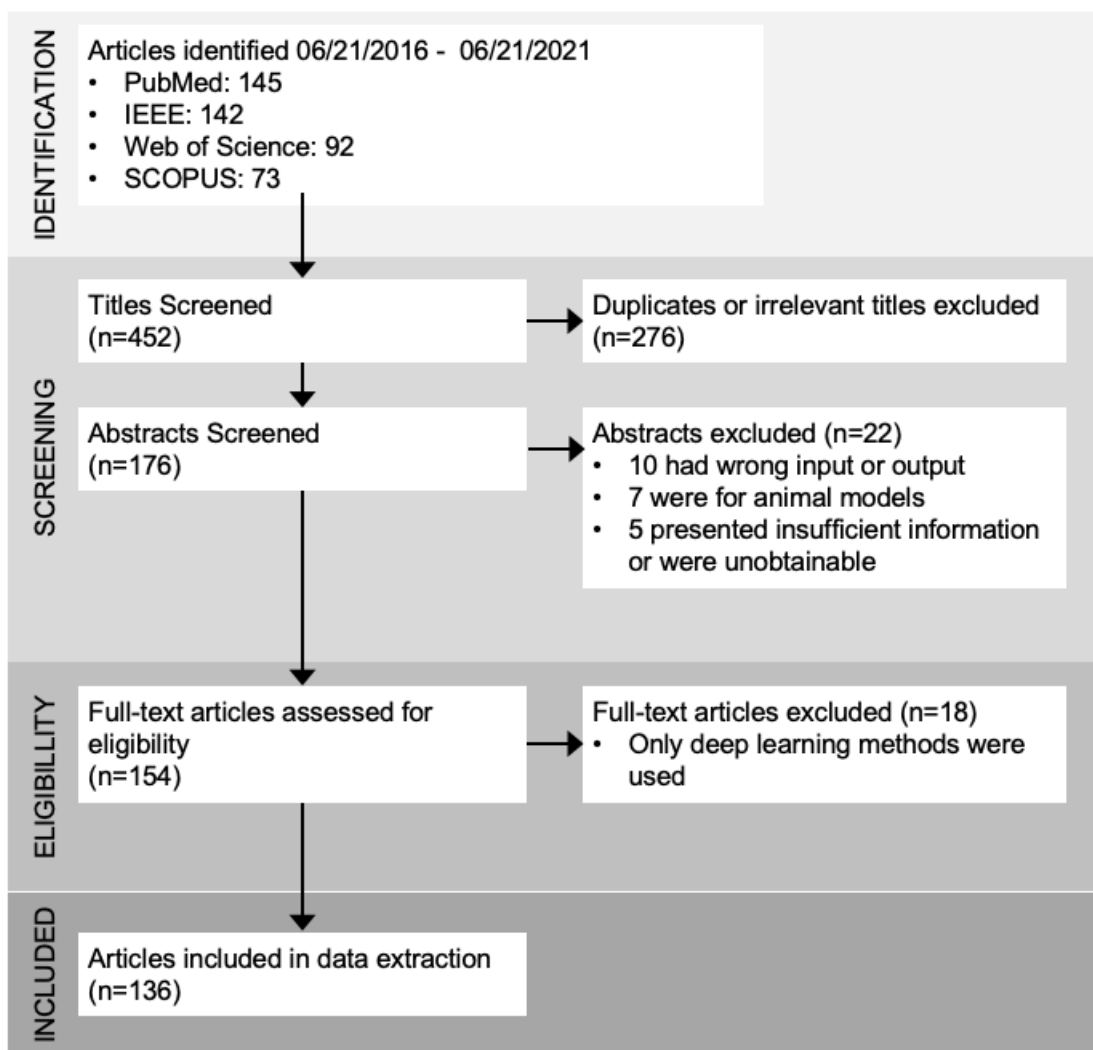 IDENTIFICATION
Articles identified 06/21/2016 - 06/21/2021
• PubMed: 145
• IEEE: 142
• Web of Science: 92
• SCOPUS: 73
SCREENING
Titles Screened
(n=452)
Duplicates or irrelevant titles excluded
(n=276)
Abstracts Screened
(n=176)
Abstracts excluded (n=22)
• 10 had wrong input or output
• 7 were for animal models
• 5 presented insufficient information
or were unobtainable
ELIGIBILLITY
Full-text articles assessed for
eligibility
(n=154)
Full-text articles excluded (n=18)
• Only deep learning methods were
used
INCLUDED
Articles included in data extraction
(n=136)